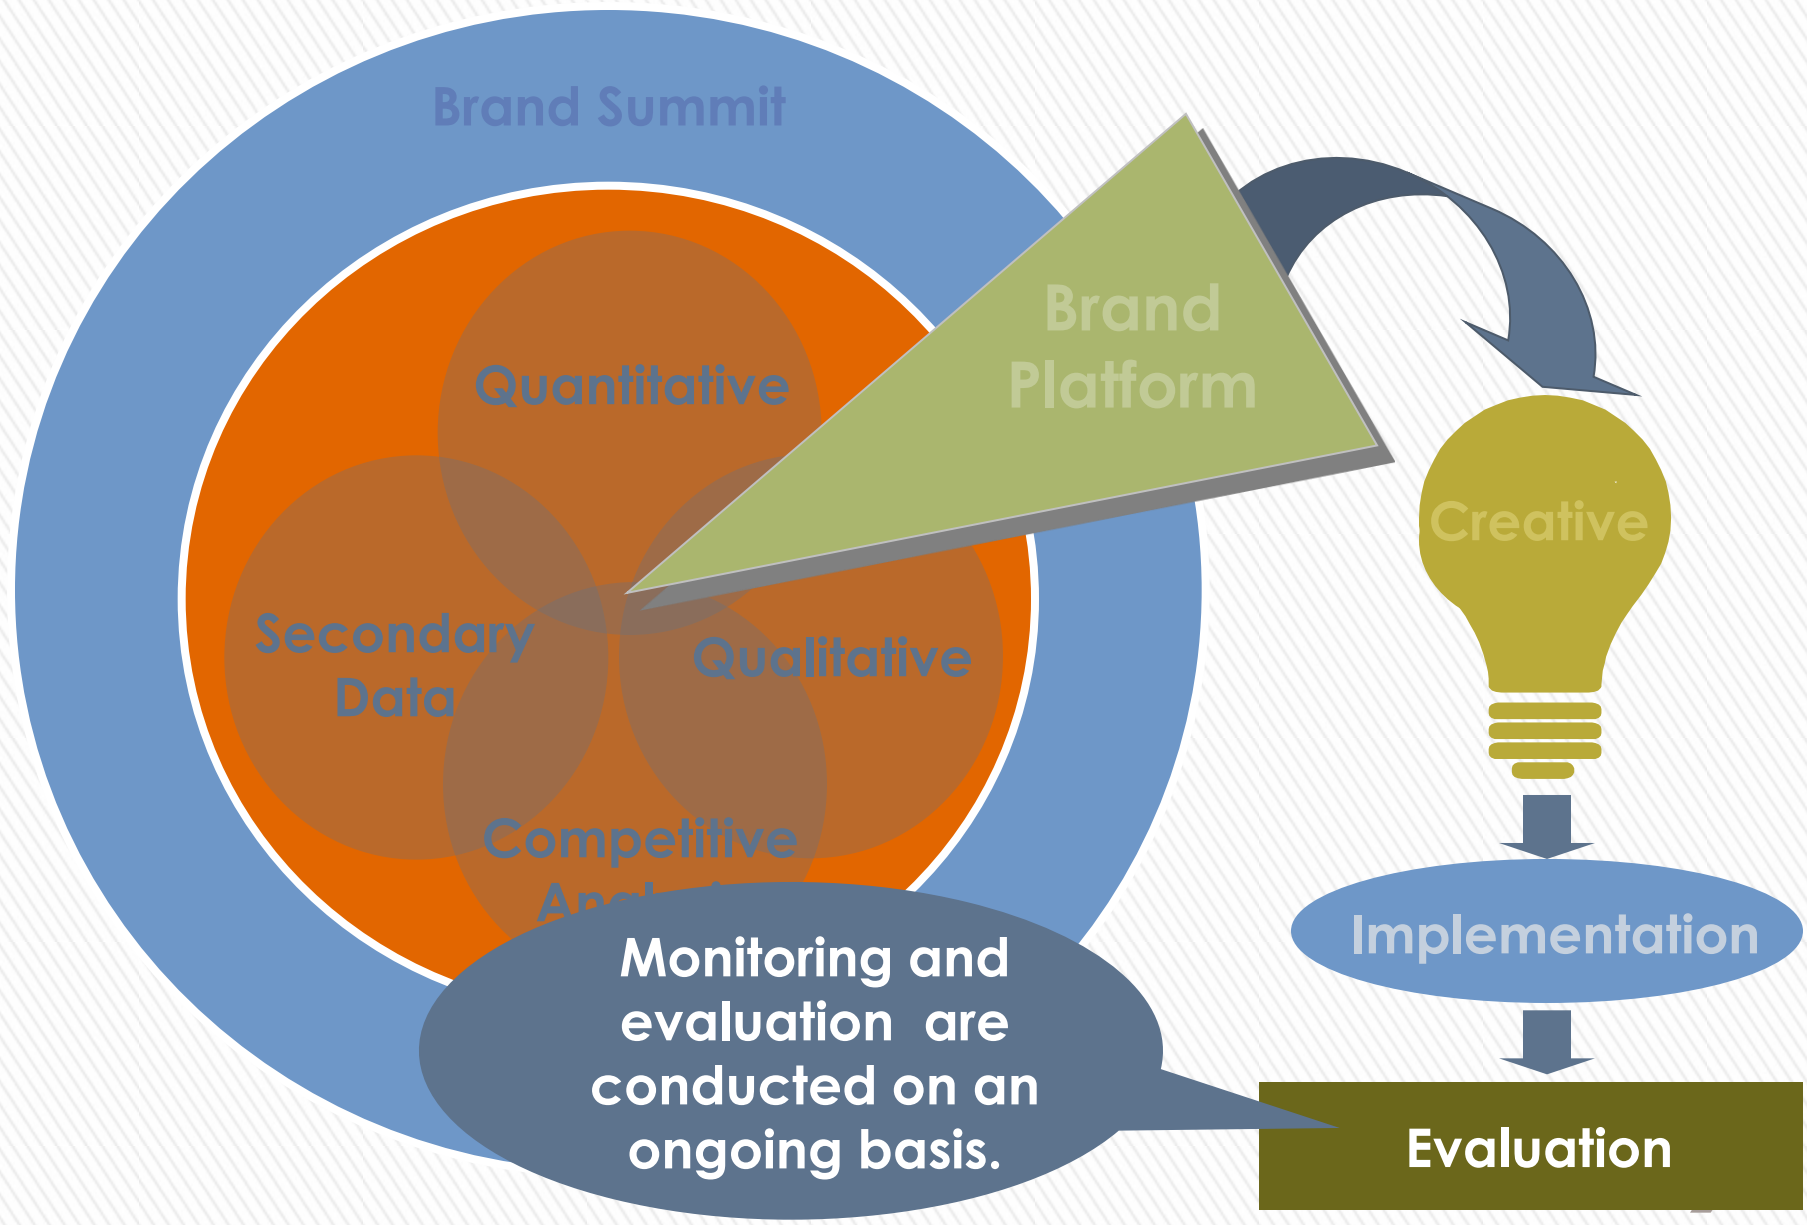 Brand Summit
Quantitative
Brand
Platform
Creative
Secondary
Data
Qualitative
Competitive
Implementation
Monitoring and
evaluation are
conducted on an
ongoing basis.
Evaluation